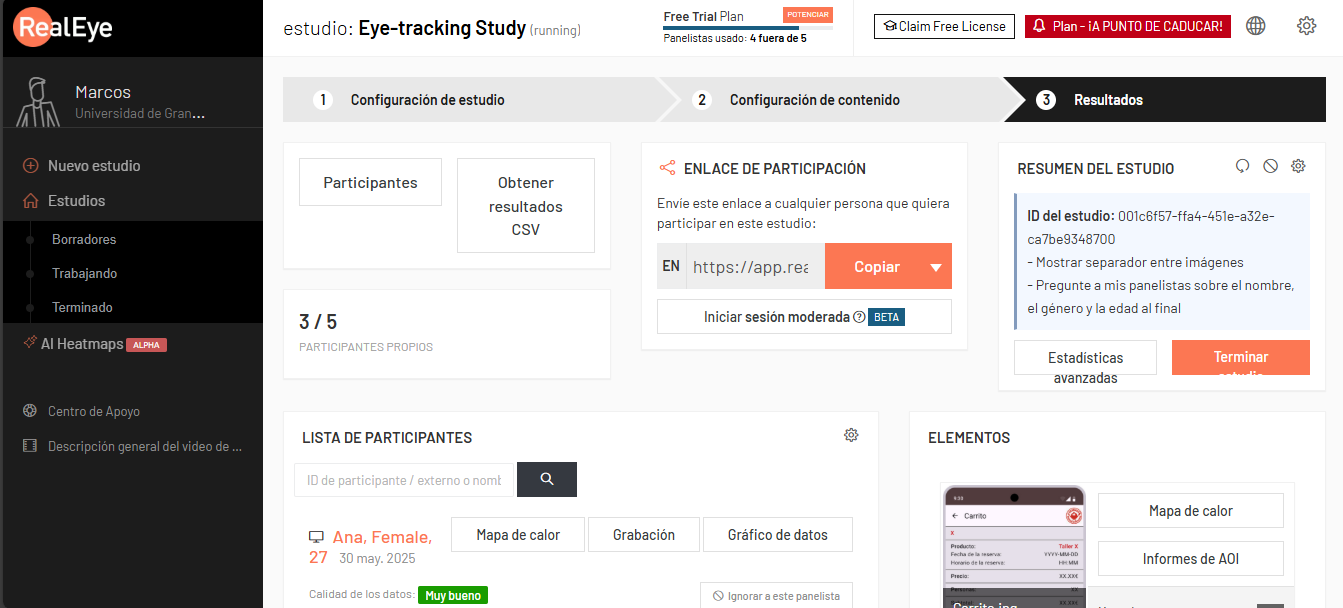 RealEye
estudio: Eye-tracking Study (running)
Free Trial Plan
POTENCIAR
Panelistas usado: 4 fuera de 5
Claim Free License
Plan - ¡A PUNTO DE CADUCAR!
Marcos
Universidad de Gran...
Nuevo estudio
Estudios
Borradores
Trabajando
Terminado
AI Heatmaps ALPHA
Centro de Apoyo
Descripción general del video de ...
1 Configuración de estudio
2 Configuración de contenido
3 Resultados
Participantes
Obtener
resultados
CSV
3 / 5
PARTICIPANTES PROPIOS
ENLACE DE PARTICIPACIÓN
Envíe este enlace a cualquier persona que quiera
participar en este estudio:
EN https://app.rea Copiar
Iniciar sesión moderada BETA
RESUMEN DEL ESTUDIO
ID del estudio: 001c6f57-ffa4-451e-a32e-
ca7be9348700
- Mostrar separador entre imágenes
- Pregunte a mis panelistas sobre el nombre,
el género y la edad al final
Estadísticas
avanzadas
Terminar
estudio
LISTA DE PARTICIPANTES
ID de participante / externo o nomb
Ana, Female,
27 30 may. 2025
Mapa de calor
Grabación
Gráfico de datos
Calidad de los datos: Muy bueno
Ignorar a este panelista
ELEMENTOS
9:30
Carrito
X
Producto: Taller X
Fecha de la reserva: YYYY-MM-DD
Horario de la reserva: HH:MM
Precio: XX.XX€
Personas: XX
Carrito.jpg
Mapa de calor
Informes de AOI